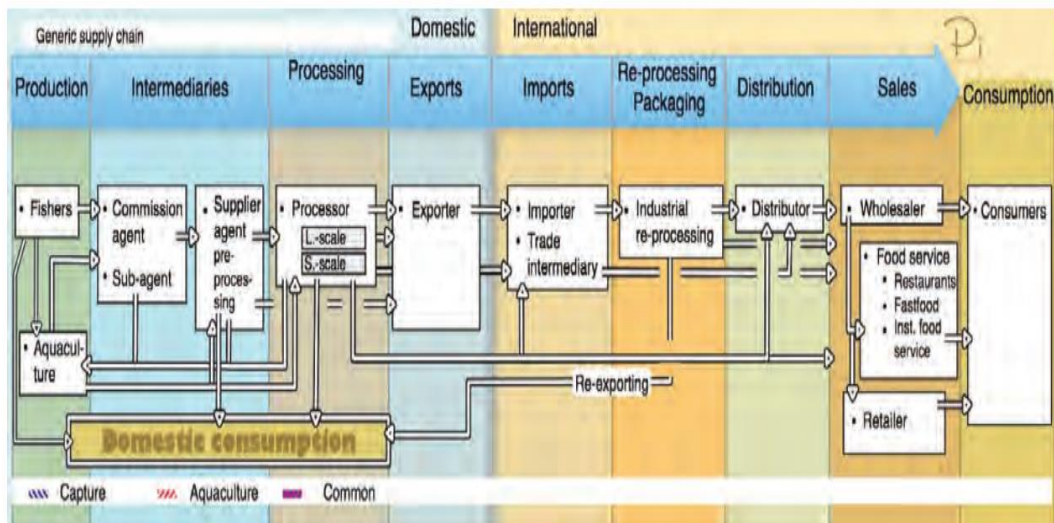 Generic supply chain
Domestic International
Production Intermediaries Processing Exports Imports Re-processing
Packaging Distribution Sales Consumption
Pi
• Fishers
• Commission
agent
• Sub-agent
• Supplier
agent
pre-
proces-
sing
• Processor
L.-scale
S.-scale
• Exporter
• Importer
• Trade
intermediary
• Industrial
re-processing
• Distributor
• Wholesaler
• Consumers
• Food service
• Restaurants
• Fastfood
• Inst. food
service
• Aquacul-
ture
Re-exporting
• Retailer
Domestic consumption
Capture Aquaculture Common